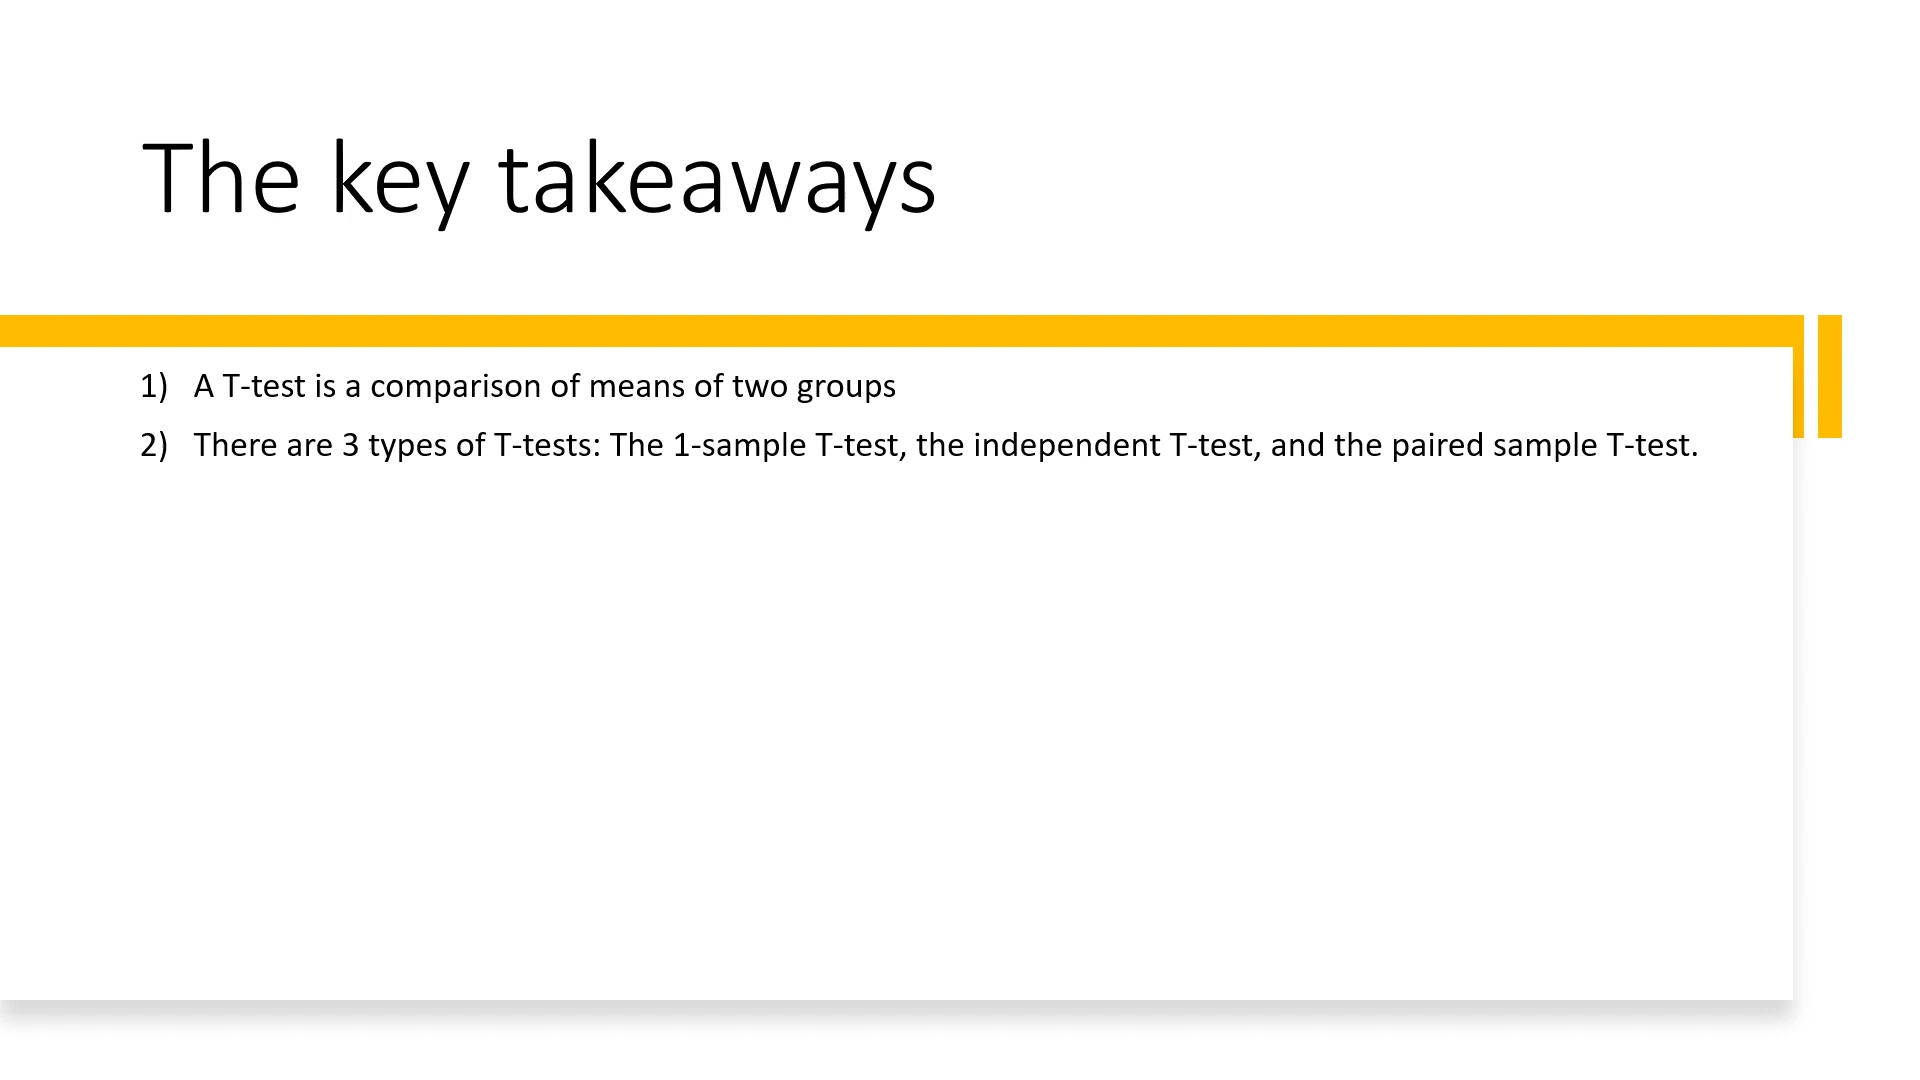 The key takeaways
1) A T-test is a comparison of means of two groups
2) There are 3 types of T-tests: The 1-sample T-test, the independent T-test, and the paired sample T-test.